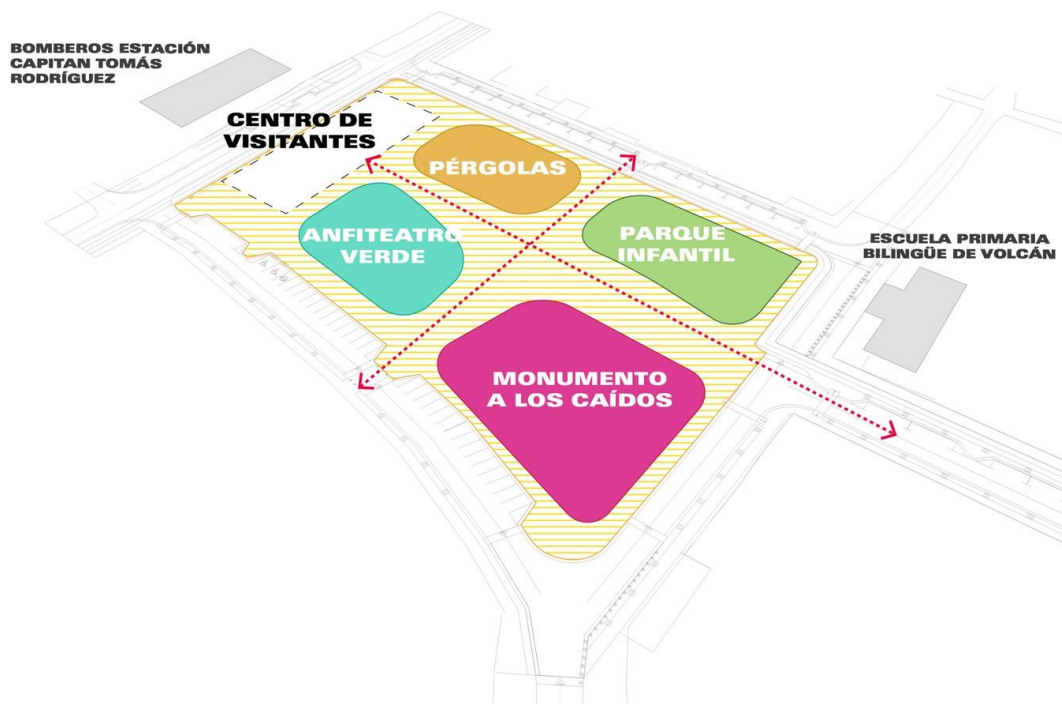 BOMBEROS ESTACIÓN
CAPITAN TOMÁS
RODRÍGUEZ
CENTRO DE
VISITANTES
PÉRGOLAS
ANFITEATRO
VERDE
PARQUE
INFANTIL
ESCUELA PRIMARIA
BILINGÜE DE VOLCÁN
MONUMENTO
A LOS CAÍDOS